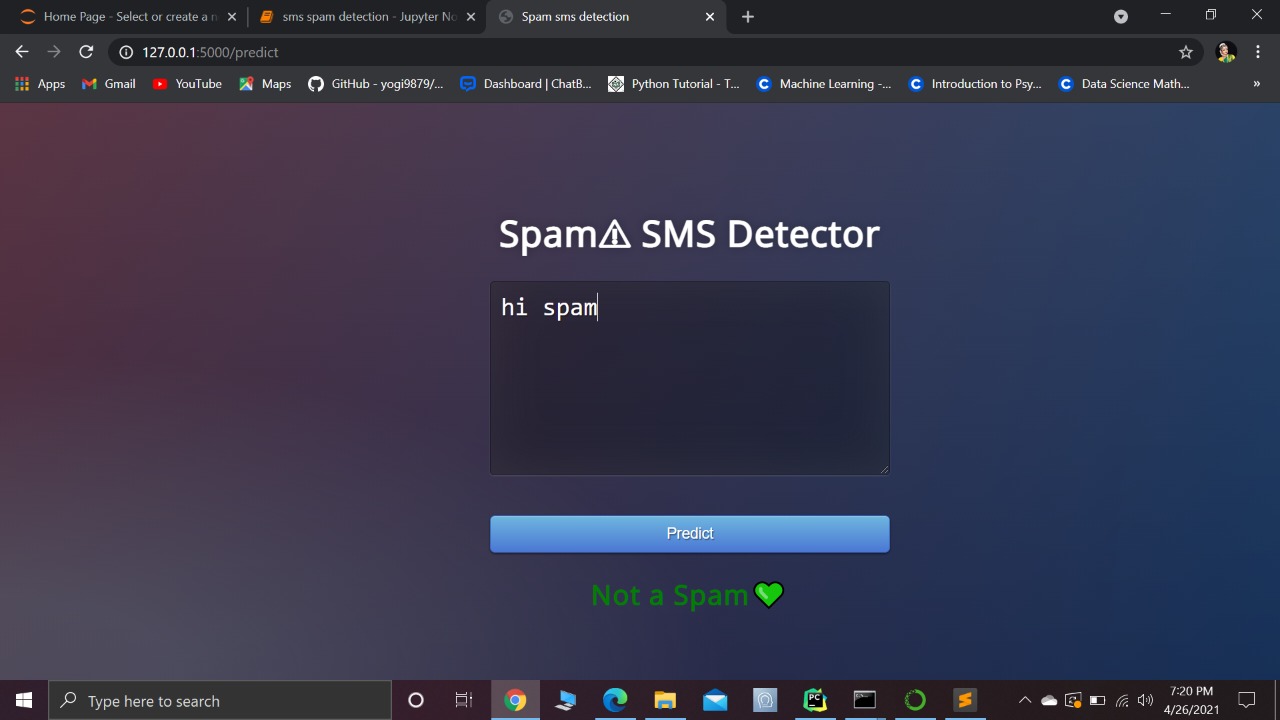 Home Page - Select or create a n
sms spam detection - Jupyter No
Spam sms detection
127.0.0.1:5000/predict
Apps
Gmail
YouTube
Maps
GitHub - yogi9879/...
Dashboard | ChatB...
Python Tutorial - T...
Machine Learning -...
Introduction to Psy...
Data Science Math...
»
Spam⚠ SMS Detector
hi spam
Predict
Not a Spam💚
Type here to search
PC
7:20 PM
4/26/2021